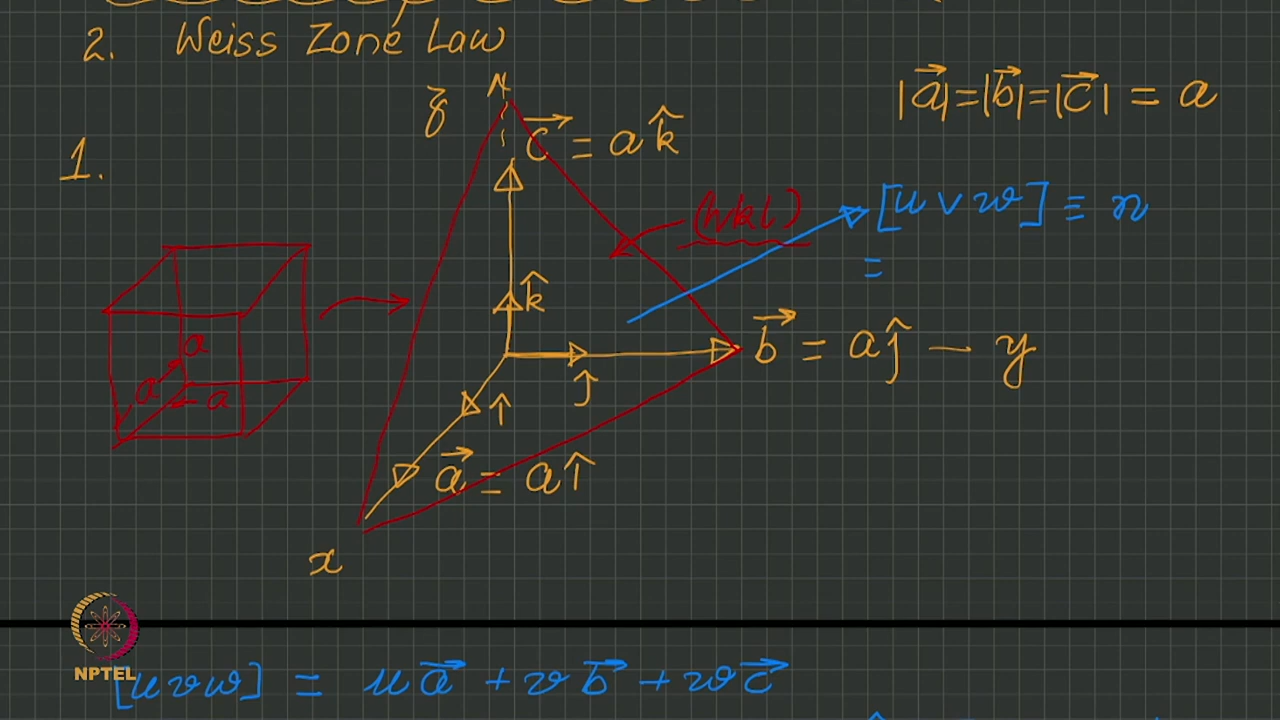 2. Weiss Zone Law
|a⃗|=|b⃗|=|c⃗| = a
z
c⃗ = a k̂
1.
(hkl)
[u v w] ≡ n
=
k̂
a
a
a
ĵ
b⃗ = a ĵ — y
î
a⃗ = a î
x
NPTEL
[u v w] = u a⃗ + v b⃗ + w c⃗